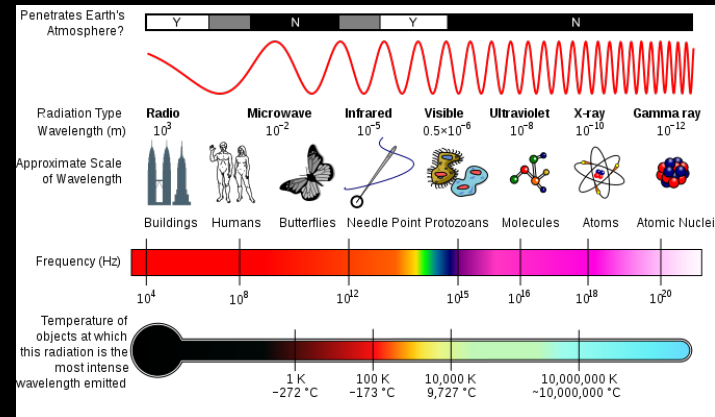 Penetrates Earth's
Atmosphere?
Y N Y N
Radiation Type Radio Microwave Infrared Visible Ultraviolet X-ray Gamma ray
Wavelength (m) 10³ 10⁻² 10⁻⁵ 0.5×10⁻⁶ 10⁻⁸ 10⁻¹⁰ 10⁻¹²
Approximate Scale
of Wavelength
Buildings Humans Butterflies Needle Point Protozoans Molecules Atoms Atomic Nuclei
Frequency (Hz)
10⁴ 10⁸ 10¹² 10¹⁵ 10¹⁶ 10¹⁸ 10²⁰
Temperature of
objects at which
this radiation is the
most intense
wavelength emitted
1 K 100 K 10,000 K 10,000,000 K
−272 °C −173 °C 9,727 °C ~10,000,000 °C